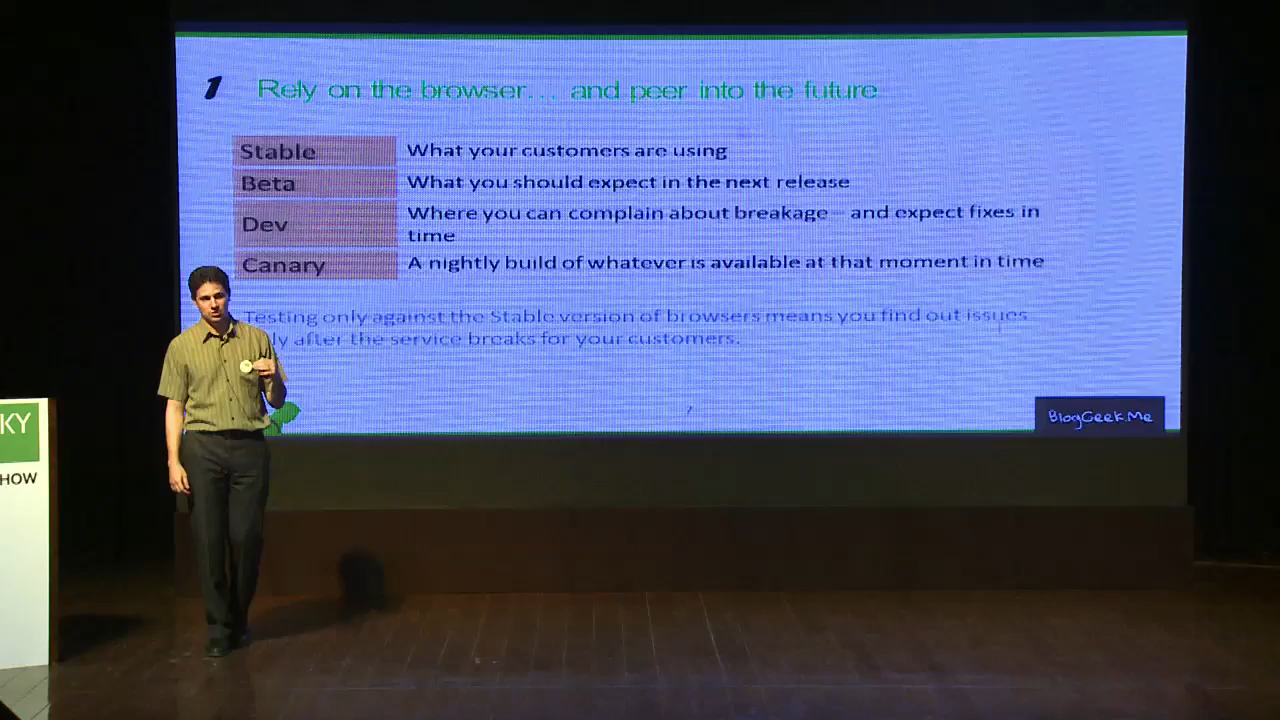 1 Rely on the browser... and peer into the future
Stable What your customers are using
Beta What you should expect in the next release
Dev Where you can complain about breakage – and expect fixes in
time
Canary A nightly build of whatever is available at that moment in time
Testing only against the Stable version of browsers means you find out issues
ly after the service breaks for your customers.
7
BlogGeek.Me
KY
HOW